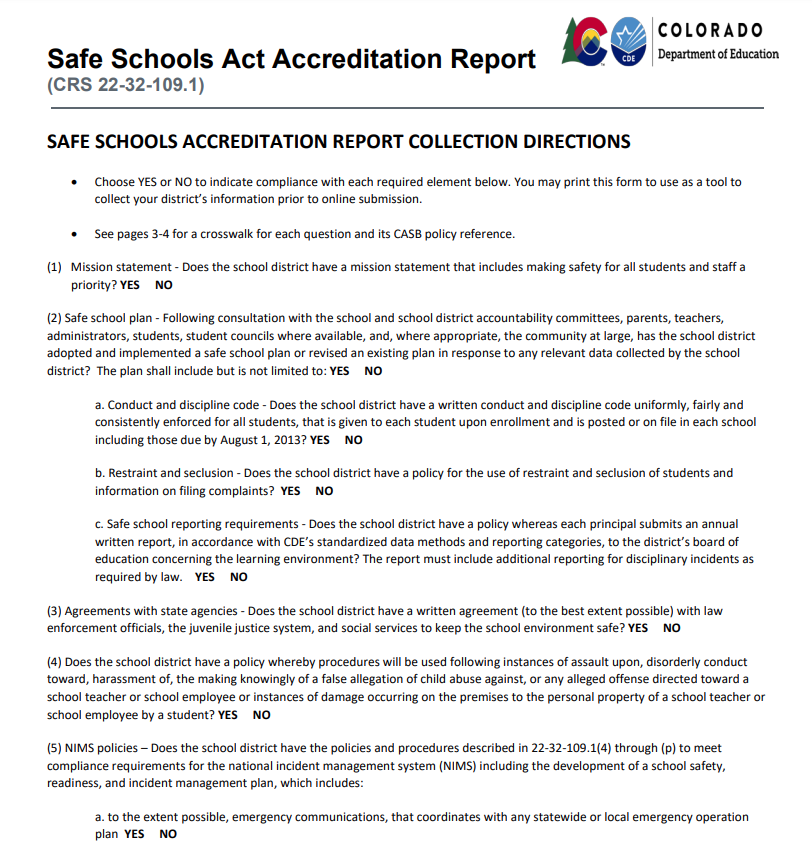 Safe Schools Act Accreditation Report
(CRS 22-32-109.1)
CDE
COLORADO
Department of Education
SAFE SCHOOLS ACCREDITATION REPORT COLLECTION DIRECTIONS
• Choose YES or NO to indicate compliance with each required element below. You may print this form to use as a tool to
collect your district's information prior to online submission.
• See pages 3-4 for a crosswalk for each question and its CASB policy reference.
(1) Mission statement - Does the school district have a mission statement that includes making safety for all students and staff a
priority? YES NO
(2) Safe school plan - Following consultation with the school and school district accountability committees, parents, teachers,
administrators, students, student councils where available, and, where appropriate, the community at large, has the school district
adopted and implemented a safe school plan or revised an existing plan in response to any relevant data collected by the school
district? The plan shall include but is not limited to: YES NO
a. Conduct and discipline code - Does the school district have a written conduct and discipline code uniformly, fairly and
consistently enforced for all students, that is given to each student upon enrollment and is posted or on file in each school
including those due by August 1, 2013? YES NO
b. Restraint and seclusion - Does the school district have a policy for the use of restraint and seclusion of students and
information on filing complaints? YES NO
c. Safe school reporting requirements - Does the school district have a policy whereas each principal submits an annual
written report, in accordance with CDE's standardized data methods and reporting categories, to the district's board of
education concerning the learning environment? The report must include additional reporting for disciplinary incidents as
required by law. YES NO
(3) Agreements with state agencies - Does the school district have a written agreement (to the best extent possible) with law
enforcement officials, the juvenile justice system, and social services to keep the school environment safe? YES NO
(4) Does the school district have a policy whereby procedures will be used following instances of assault upon, disorderly conduct
toward, harassment of, the making knowingly of a false allegation of child abuse against, or any alleged offense directed toward a
school teacher or school employee or instances of damage occurring on the premises to the personal property of a school teacher or
school employee by a student? YES NO
(5) NIMS policies – Does the school district have the policies and procedures described in 22-32-109.1(4) through (p) to meet
compliance requirements for the national incident management system (NIMS) including the development of a school safety,
readiness, and incident management plan, which includes:
a. to the extent possible, emergency communications, that coordinates with any statewide or local emergency operation
plan YES NO